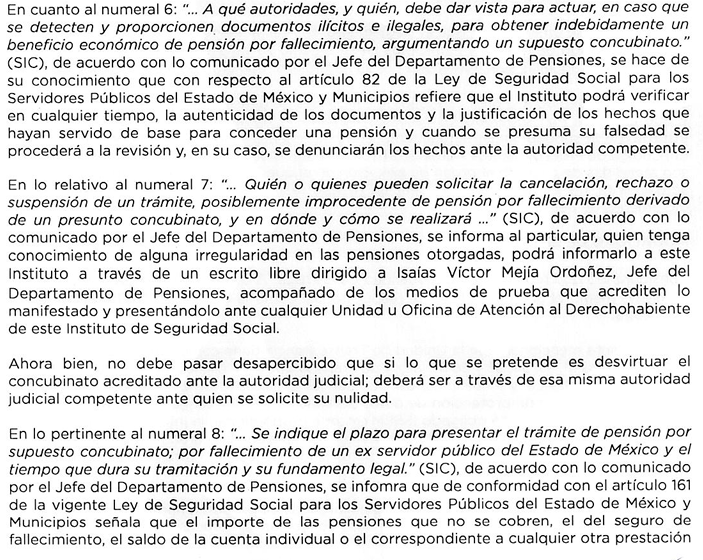 En cuanto al numeral 6: "... A qué autoridades, y quién, debe dar vista para actuar, en caso que
se detecten y proporcionen documentos ilícitos e ilegales, para obtener indebidamente un
beneficio económico de pensión por fallecimiento, argumentando un supuesto concubinato."
(SIC), de acuerdo con lo comunicado por el Jefe del Departamento de Pensiones, se hace de
su conocimiento que con respecto al artículo 82 de la Ley de Seguridad Social para los
Servidores Públicos del Estado de México y Municipios refiere que el Instituto podrá verificar
en cualquier tiempo, la autenticidad de los documentos y la justificación de los hechos que
hayan servido de base para conceder una pensión y cuando se presuma su falsedad se
procederá a la revisión y, en su caso, se denunciarán los hechos ante la autoridad competente.
En lo relativo al numeral 7: "... Quién o quienes pueden solicitar la cancelación, rechazo o
suspensión de un trámite, posiblemente improcedente de pensión por fallecimiento derivado
de un presunto concubinato, y en dónde y cómo se realizará ..." (SIC), de acuerdo con lo
comunicado por el Jefe del Departamento de Pensiones, se informa al particular, quien tenga
conocimiento de alguna irregularidad en las pensiones otorgadas, podrá informarlo a este
Instituto a través de un escrito libre dirigido a Isaías Víctor Mejía Ordoñez, Jefe del
Departamento de Pensiones, acompañado de los medios de prueba que acrediten lo
manifestado y presentándolo ante cualquier Unidad u Oficina de Atención al Derechohabiente
de este Instituto de Seguridad Social.
Ahora bien, no debe pasar desapercibido que si lo que se pretende es desvirtuar el
concubinato acreditado ante la autoridad judicial; deberá ser a través de esa misma autoridad
judicial competente ante quien se solicite su nulidad.
En lo pertinente al numeral 8: "... Se indique el plazo para presentar el trámite de pensión por
supuesto concubinato; por fallecimiento de un ex servidor público del Estado de México y el
tiempo que dura su tramitación y su fundamento legal." (SIC), de acuerdo con lo comunicado
por el Jefe del Departamento de Pensiones, se infomra que de conformidad con el artículo 161
de la vigente Ley de Seguridad Social para los Servidores Públicos del Estado de México y
Municipios señala que el importe de las pensiones que no se cobren, el del seguro de
fallecimiento, el saldo de la cuenta individual o el correspondiente a cualquier otra prestación